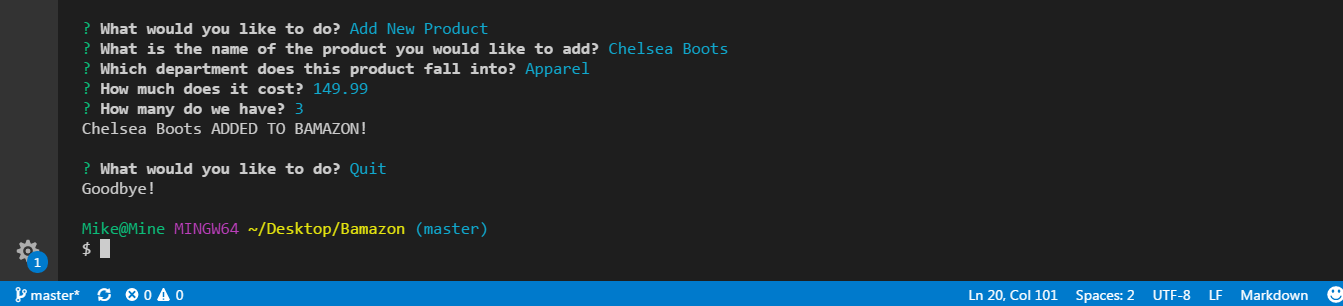 ? What would you like to do? Add New Product
? What is the name of the product you would like to add? Chelsea Boots
? Which department does this product fall into? Apparel
? How much does it cost? 149.99
? How many do we have? 3
Chelsea Boots ADDED TO BAMAZON!
? What would you like to do? Quit
Goodbye!
Mike@Mine MINGW64 ~/Desktop/Bamazon (master)
$
1
master* 0 0 Ln 20, Col 101 Spaces: 2 UTF-8 LF Markdown